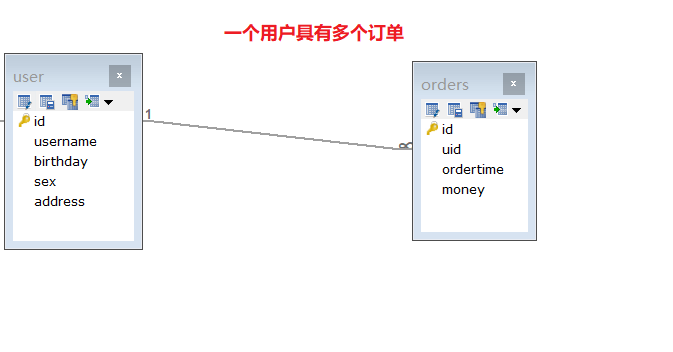 一个用户具有多个订单
user
x
id
username
birthday
sex
address
1
∞
orders
x
id
uid
ordertime
money